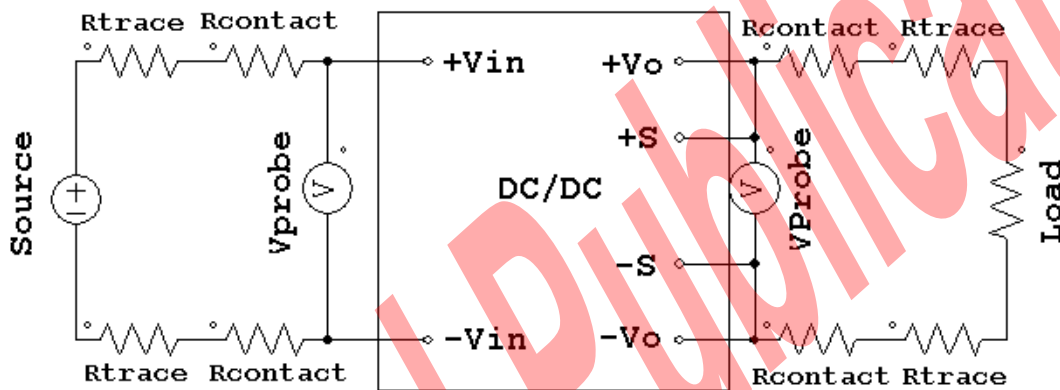 Rtrace Rcontact
Rcontact Rtrace
+Vin
+Vo
+S
Source
+
Vprobe
V
DC/DC
V
VProbe
Load
-S
-Vin
-Vo
Rtrace Rcontact
Rcontact Rtrace